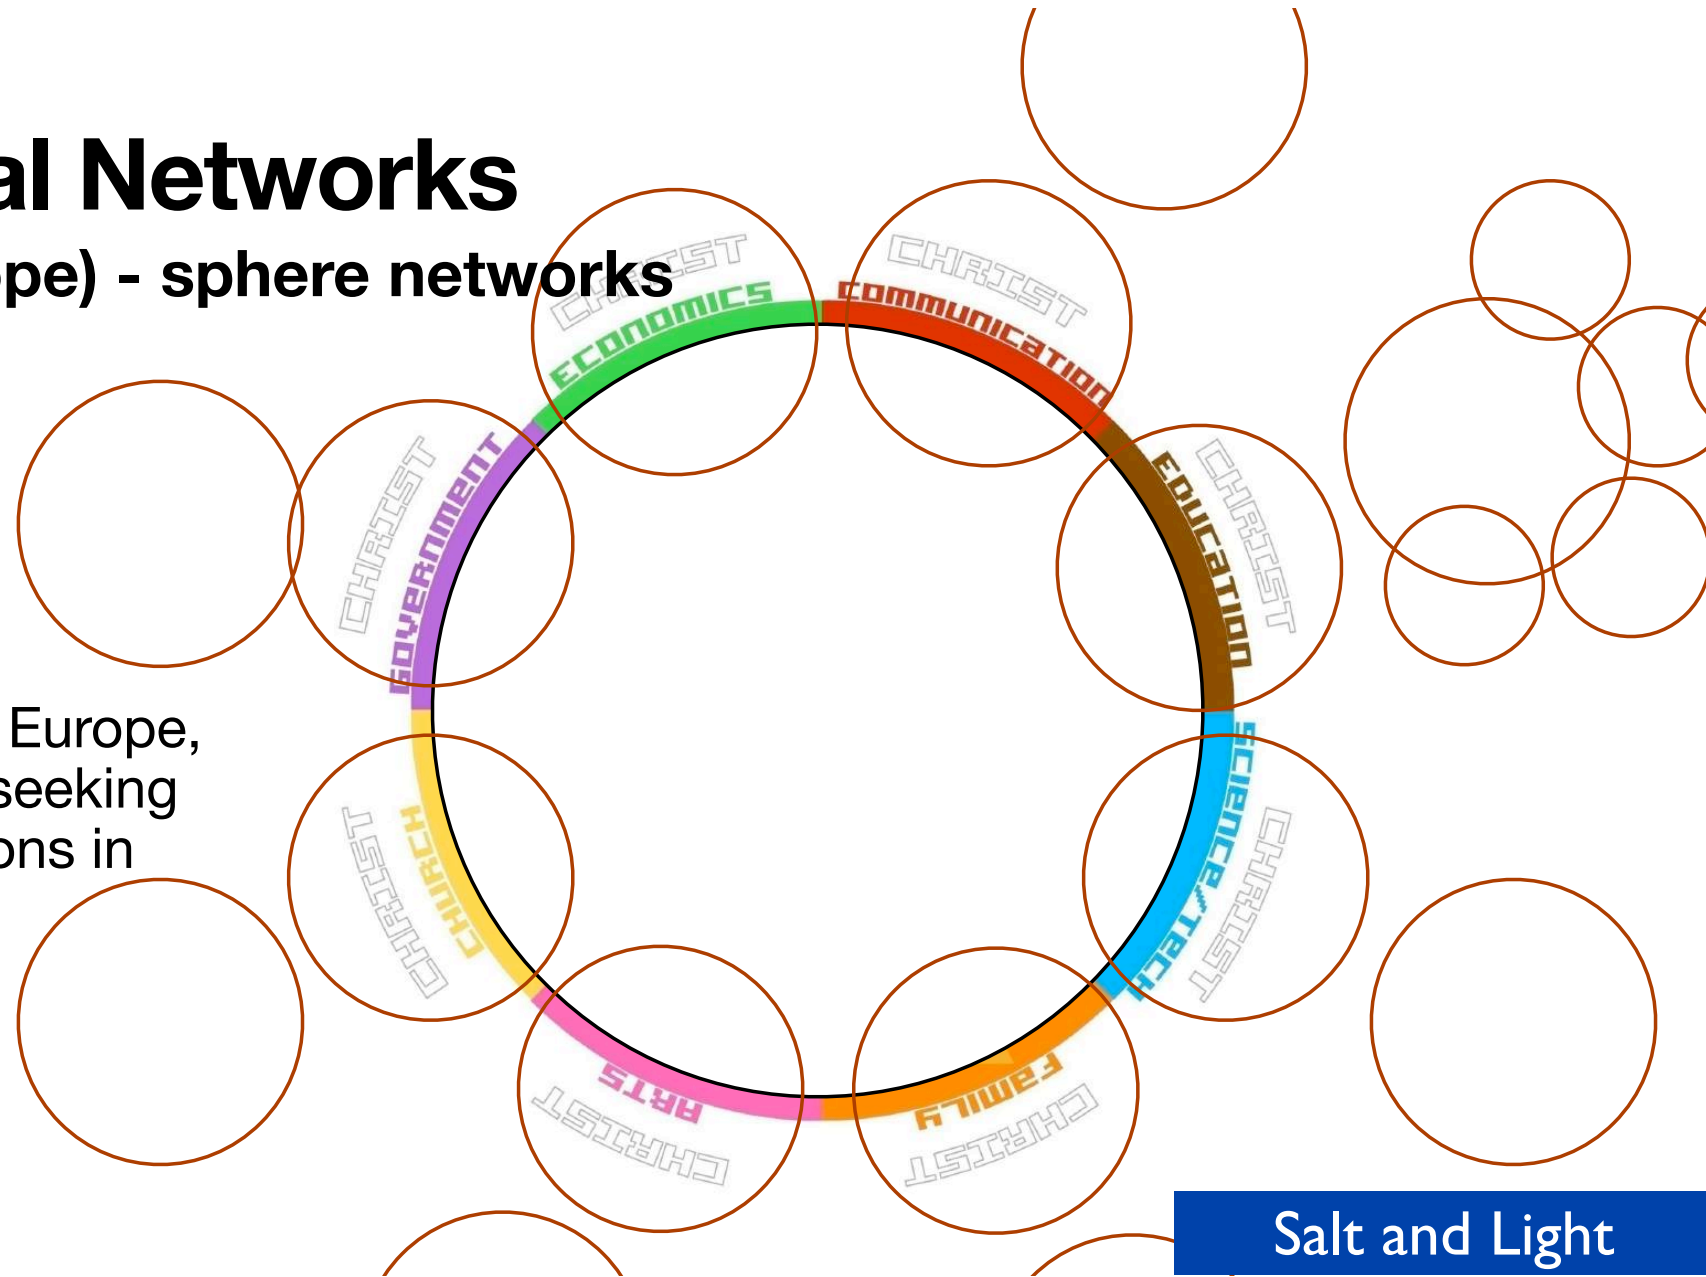 al Networks
pe) - sphere networks
CHRIST
CHRIST
ECONOMICS
COMMUNICATION
GOVERNMENT
CHRIST
EDUCATION
CHRIST
Europe,
seeking
ons in
CHURCH
CHRIST
SCIENCE/TECH
CHRIST
ARTS
CHRIST
FAMILY
CHRIST
Salt and Light